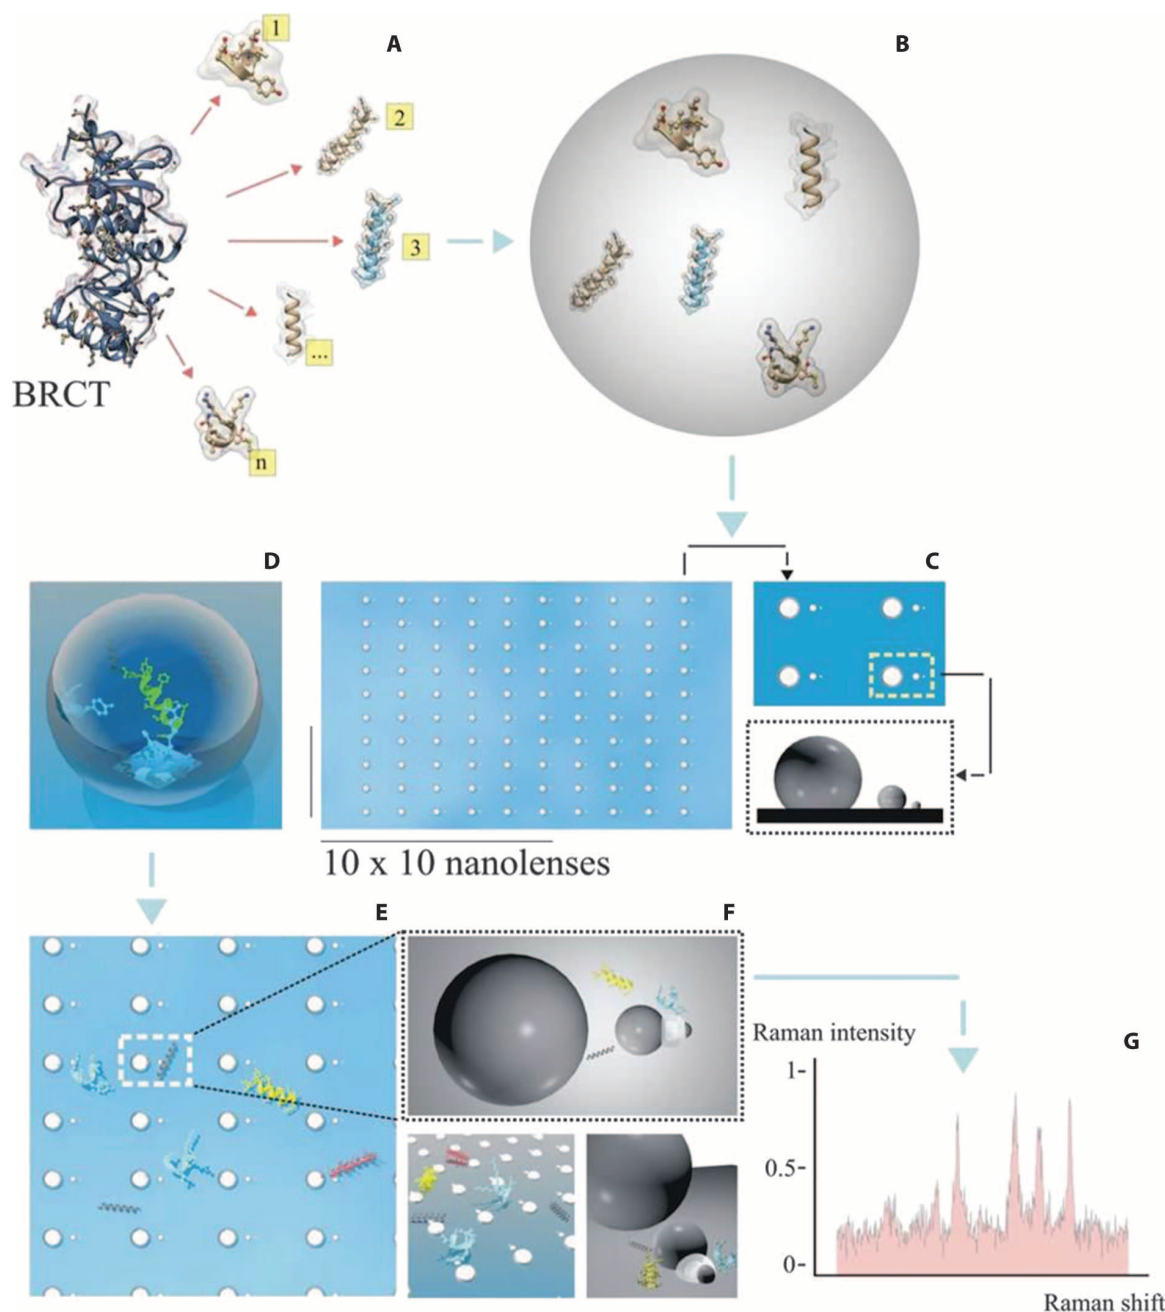 1
A
B
2
3
...
BRCT
n
D
C
10 x 10 nanolenses
E
F
Raman intensity
G
1-
0.5-
0-
Raman shift